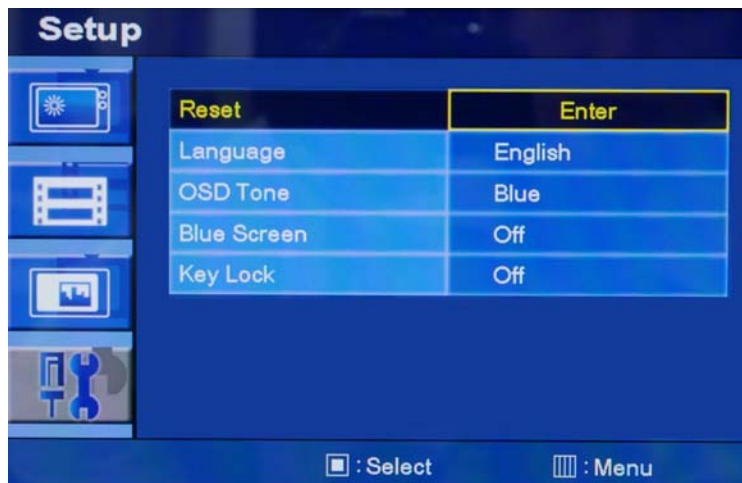 Setup
Reset Enter
Language English
OSD Tone Blue
Blue Screen Off
Key Lock Off
: Select : Menu